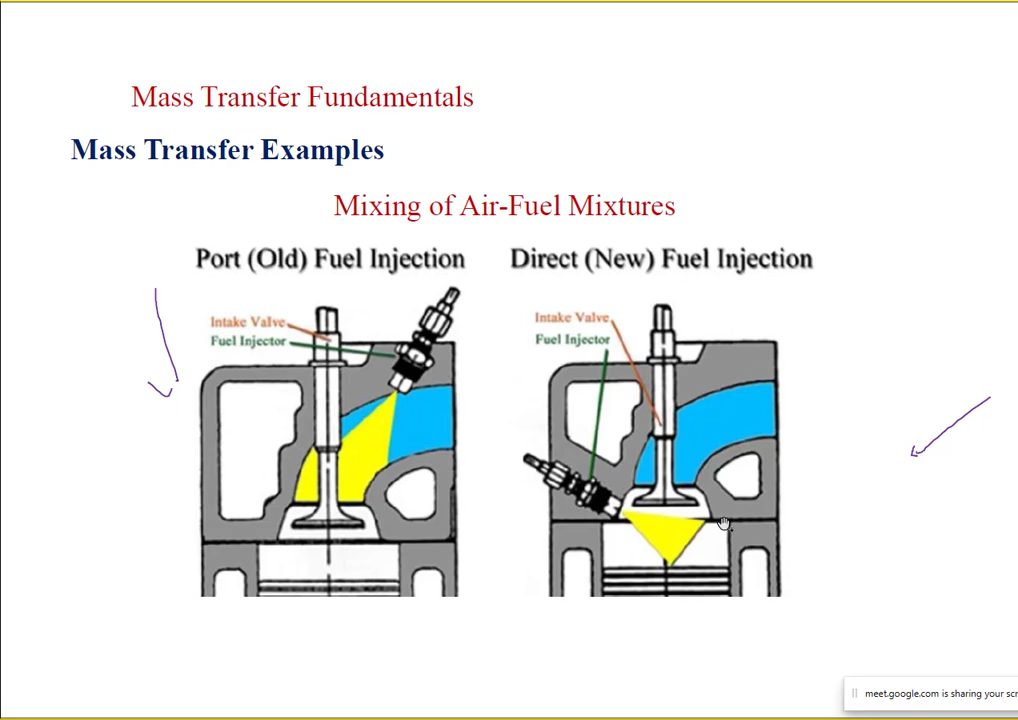 Mass Transfer Fundamentals
Mass Transfer Examples
Mixing of Air-Fuel Mixtures
Port (Old) Fuel Injection
Direct (New) Fuel Injection
Intake Valve
Fuel Injector
Intake Valve
Fuel Injector
meet.google.com is sharing your scr